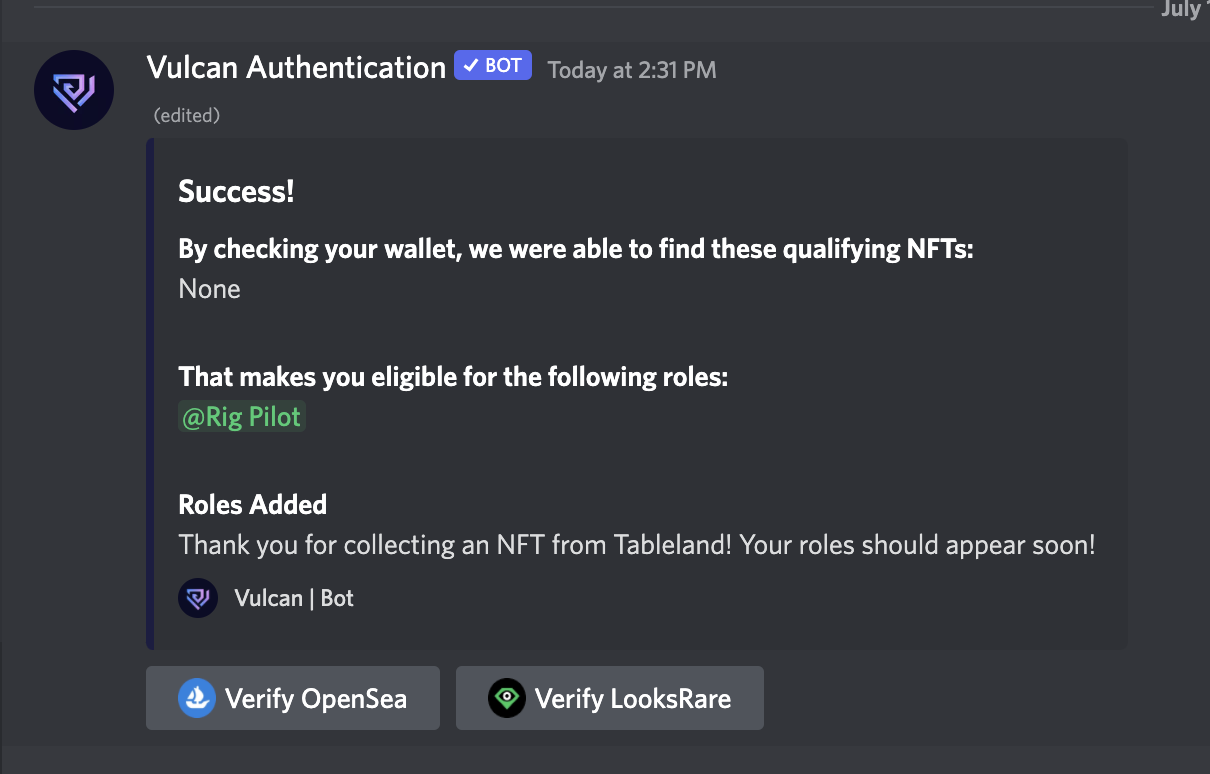 July
Vulcan Authentication ✓ BOT Today at 2:31 PM
(edited)
Success!
By checking your wallet, we were able to find these qualifying NFTs:
None
That makes you eligible for the following roles:
@Rig Pilot
Roles Added
Thank you for collecting an NFT from Tableland! Your roles should appear soon!
Vulcan | Bot
Verify OpenSea
Verify LooksRare